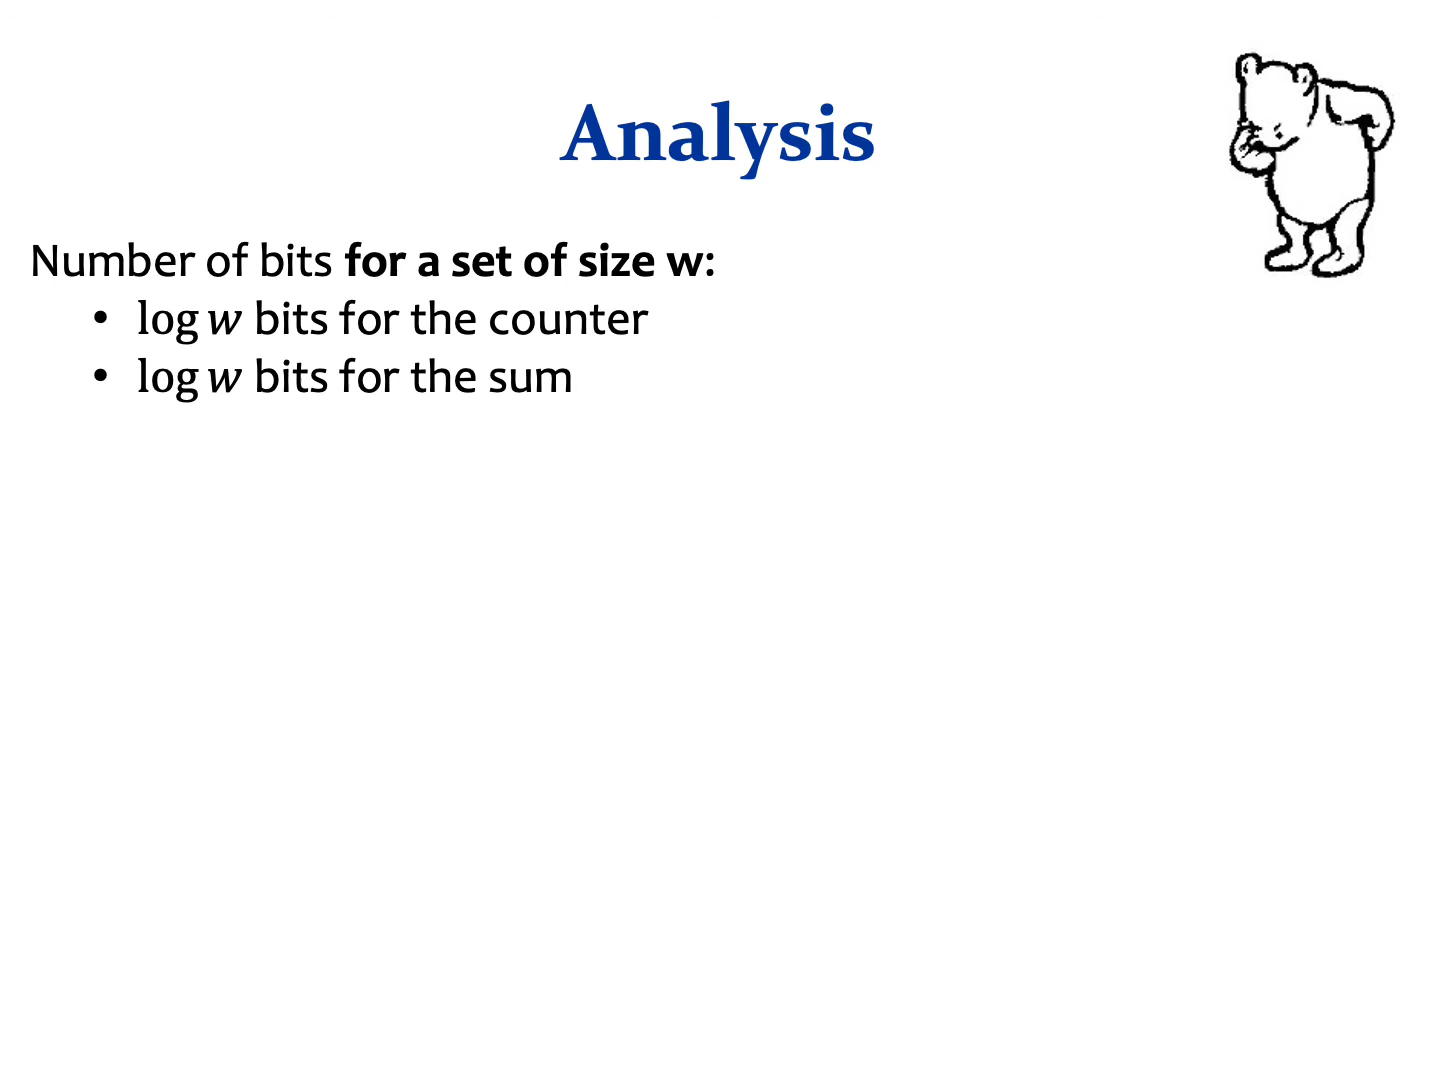 Analysis
Number of bits for a set of size w:
• log w bits for the counter
• log w bits for the sum